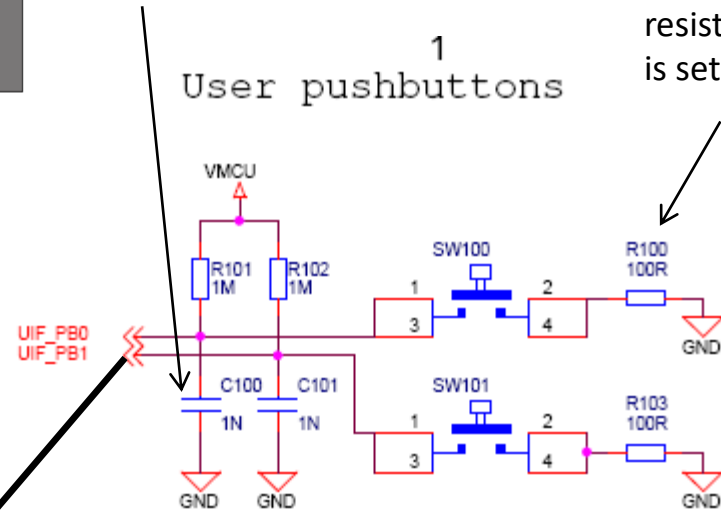 resist
is set
1
User pushbuttons
VMCU
R101
1M
R102
1M
SW100
1
2
3
4
R100
100R
GND
UIF_PB0
UIF_PB1
C100
1N
C101
1N
SW101
1
2
3
4
R103
100R
GND
GND
GND